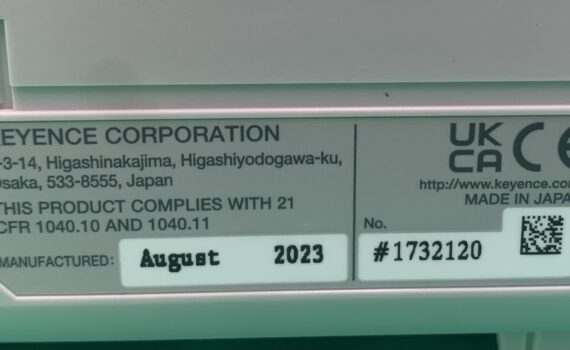 KEYENCE CORPORATION
-3-14, Higashinakajima, Higashiyodogawa-ku,
Osaka, 533-8555, Japan
THIS PRODUCT COMPLIES WITH 21
CFR 1040.10 AND 1040.11
MANUFACTURED: August 2023
UK
CA CE
http://www.keyence.com
MADE IN JAPAN
No.
#1732120